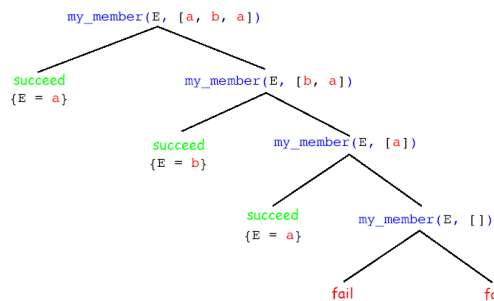 my_member(E, [a, b, a])
succeed
{E = a}
my_member(E, [b, a])
succeed
{E = b}
my_member(E, [a])
succeed
{E = a}
my_member(E, [])
fail